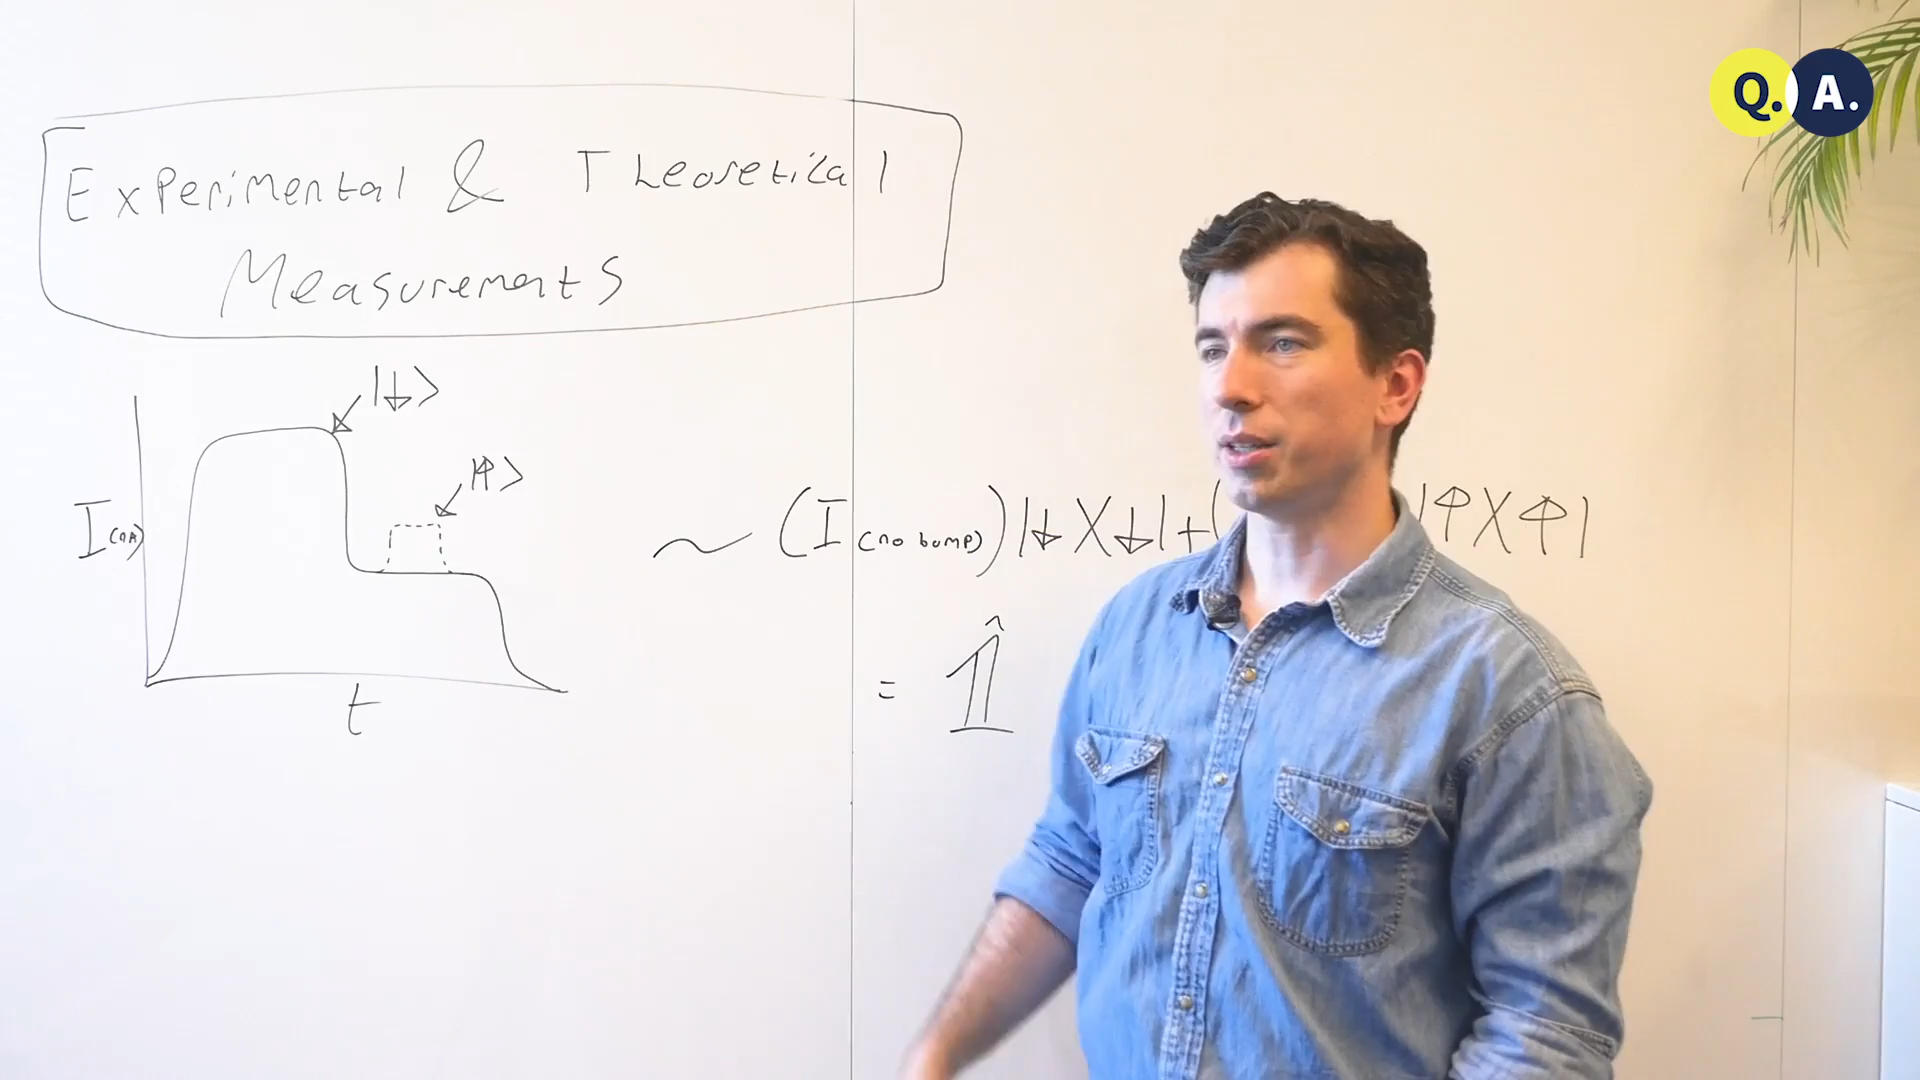 Q. A.
Experimental & Theoretical
Measurements
|↓⟩
|↑⟩
I(nA)
t
~ (I(no bump))|↓X↓|+( |↑X↑|
= 𝟙̂